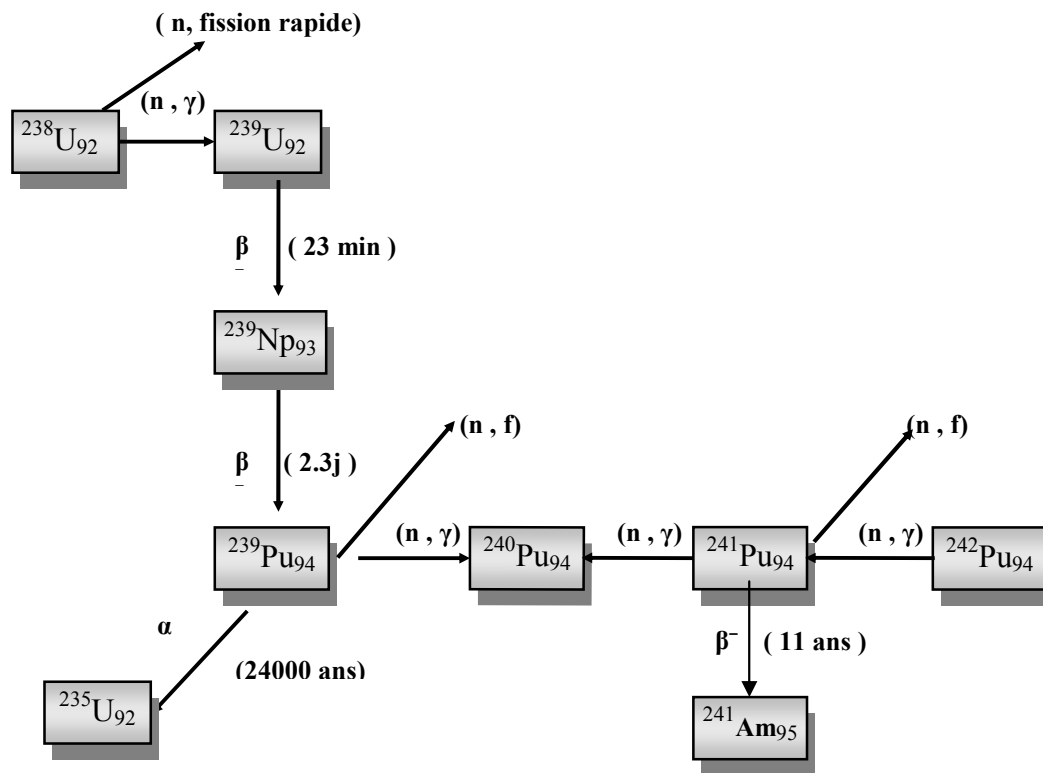 ( n, fission rapide)
(n , γ)
²³⁸U₉₂
²³⁹U₉₂
β
–
( 23 min )
²³⁹Np₉₃
(n , f)
(n , f)
β
–
( 2.3j )
(n , γ)
(n , γ)
(n , γ)
²³⁹Pu₉₄
²⁴⁰Pu₉₄
²⁴¹Pu₉₄
²⁴²Pu₉₄
α
β⁻
( 11 ans )
(24000 ans)
²³⁵U₉₂
²⁴¹Am₉₅